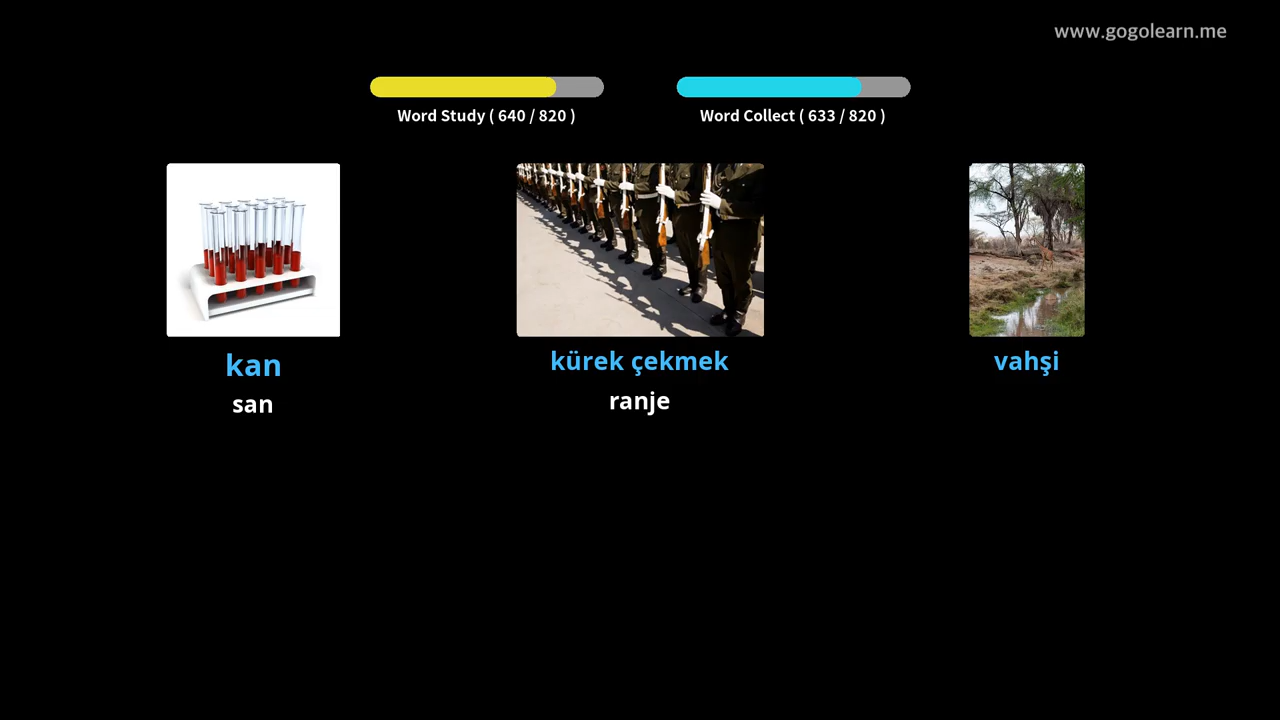 www.gogolearn.me
Word Study ( 640 / 820 )
Word Collect ( 633 / 820 )
kan
san
kürek çekmek
ranje
vahşi